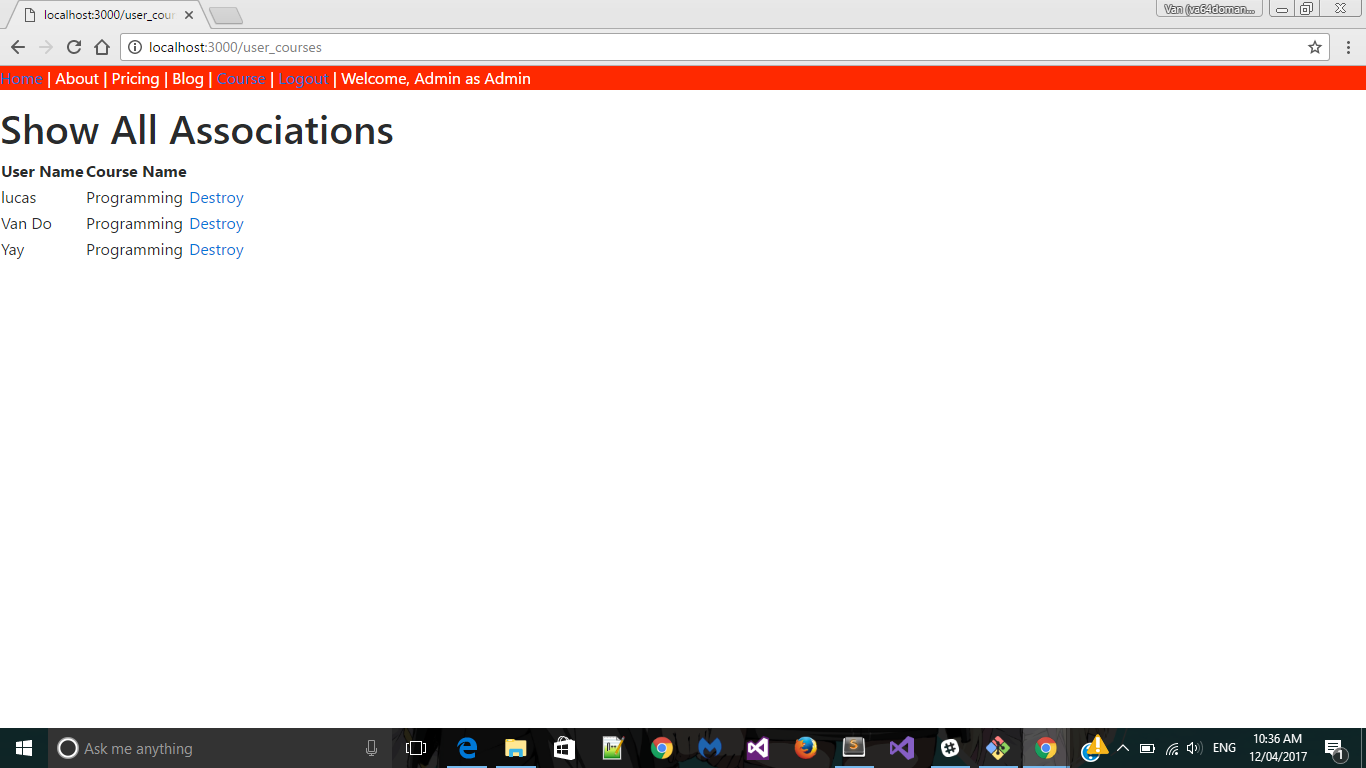 localhost:3000/user_cour
Van (va64doman...
localhost:3000/user_courses
Home | About | Pricing | Blog | Course | Logout | Welcome, Admin as Admin
Show All Associations
User Name Course Name
lucas Programming Destroy
Van Do Programming Destroy
Yay Programming Destroy
Ask me anything
ENG
10:36 AM
12/04/2017
1